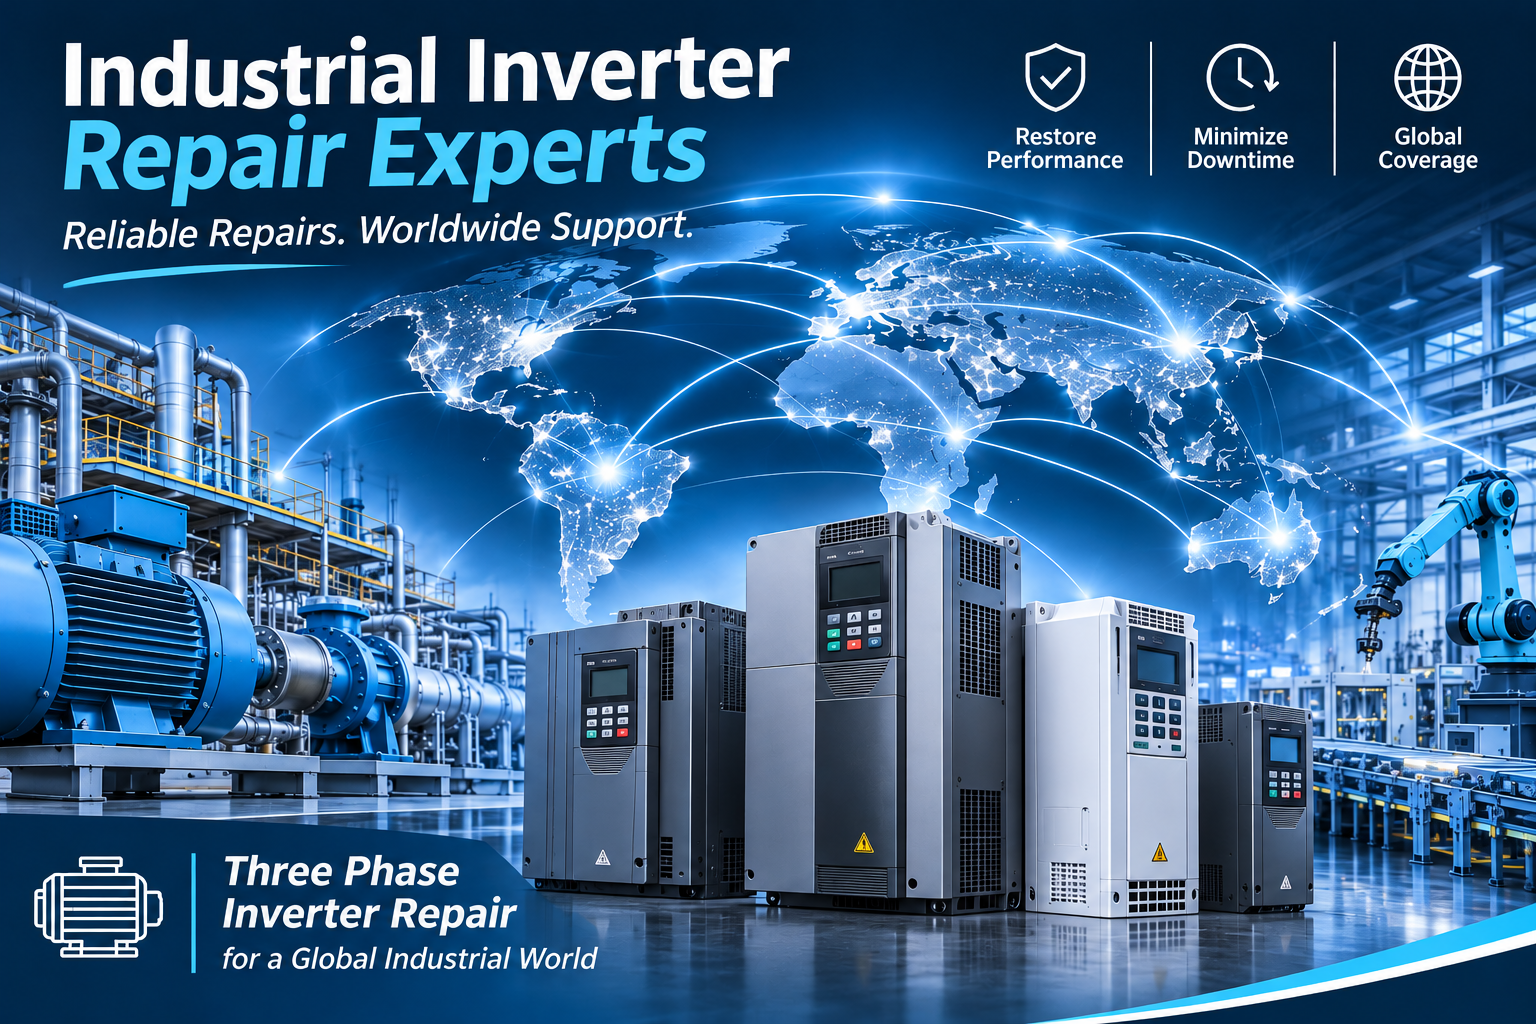 Industrial Inverter
Repair Experts
Reliable Repairs. Worldwide Support.
Restore
Performance
Minimize
Downtime
Global
Coverage
Three Phase
Inverter Repair
for a Global Industrial World